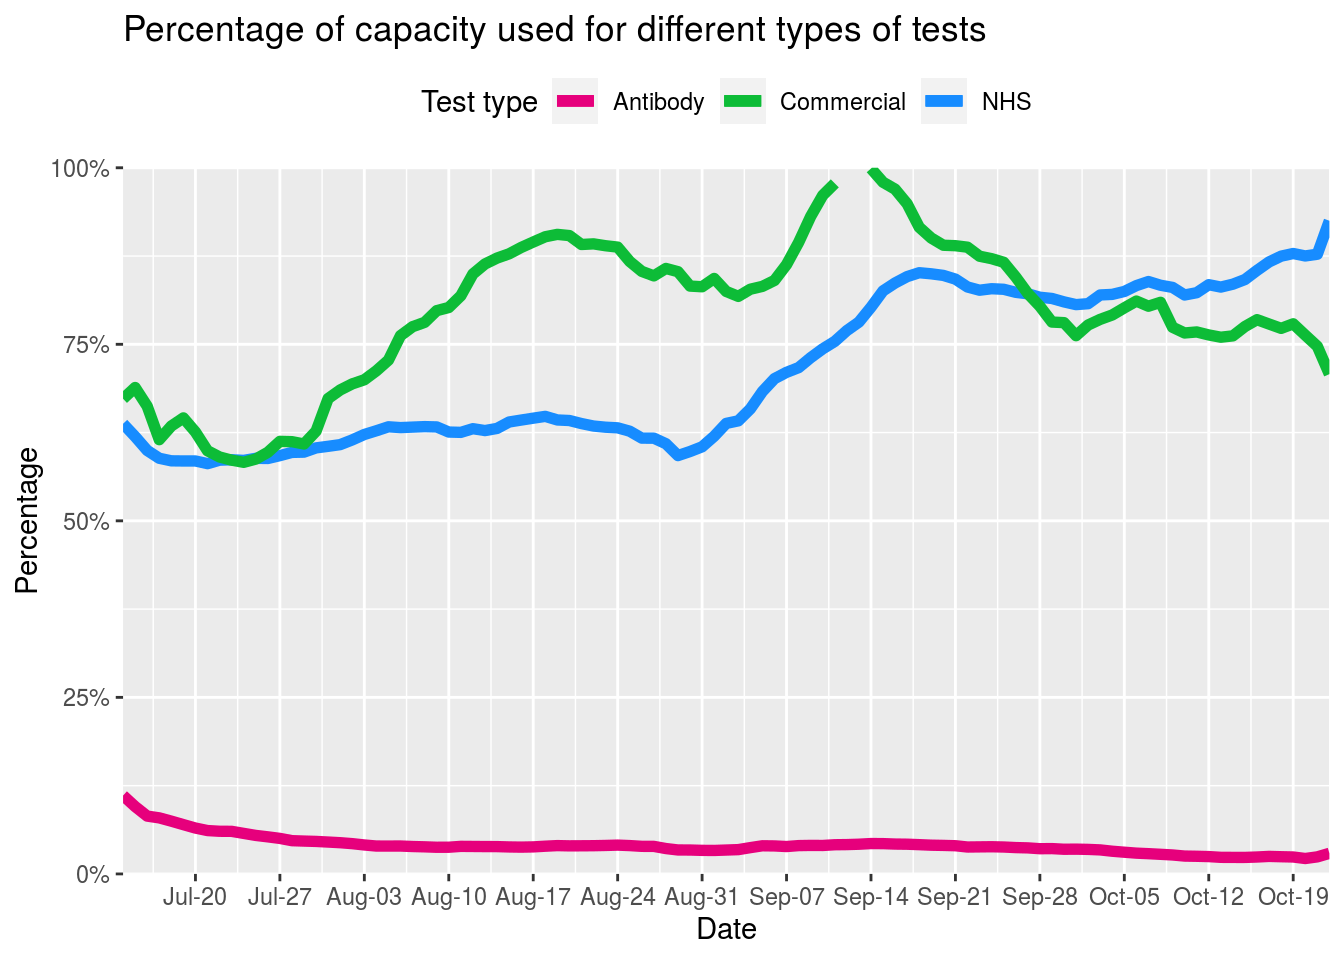 Percentage of capacity used for different types of tests
Test type Antibody Commercial NHS
100%
75%
50%
25%
0%
Percentage
Jul-20 Jul-27 Aug-03 Aug-10 Aug-17 Aug-24 Aug-31 Sep-07 Sep-14 Sep-21 Sep-28 Oct-05 Oct-12 Oct-19
Date